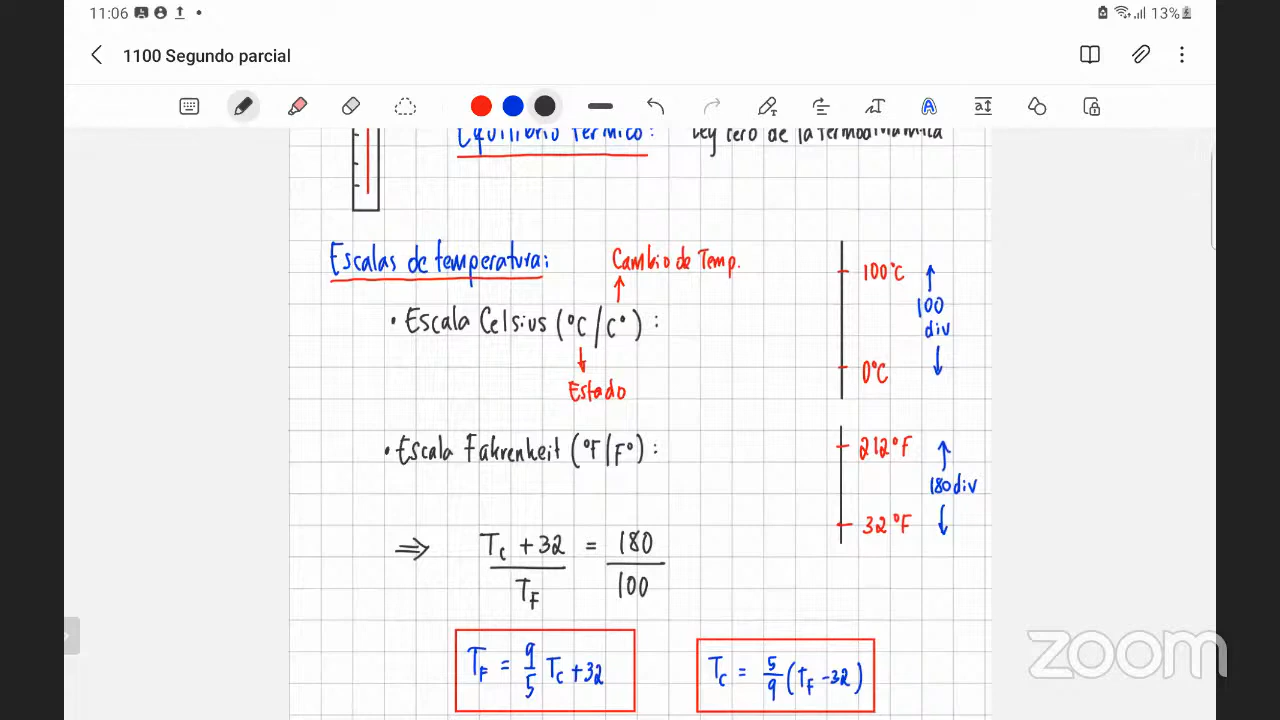 11:06
13%
1100 Segundo parcial
Equilibrio Térmico: Ley cero de la termodinámica
Escalas de temperatura:
Cambio de Temp.
• Escala Celsius (°C/C°):
Estado
100°C
100
div
0°C
• Escala Fahrenheit (°F/F°):
212°F
180 div
32°F
⇒ Tc +32 / TF = 180 / 100
TF = 9/5 Tc +32
Tc = 5/9 (TF -32)
zoom